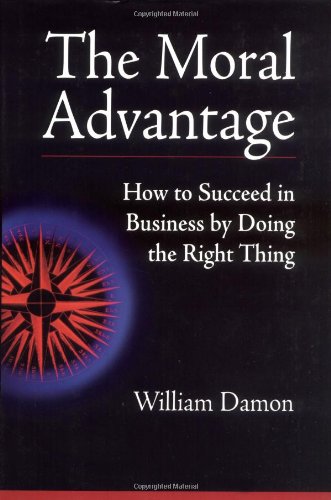 The Moral
Advantage
How to Succeed in
Business by Doing
the Right Thing
William Damon